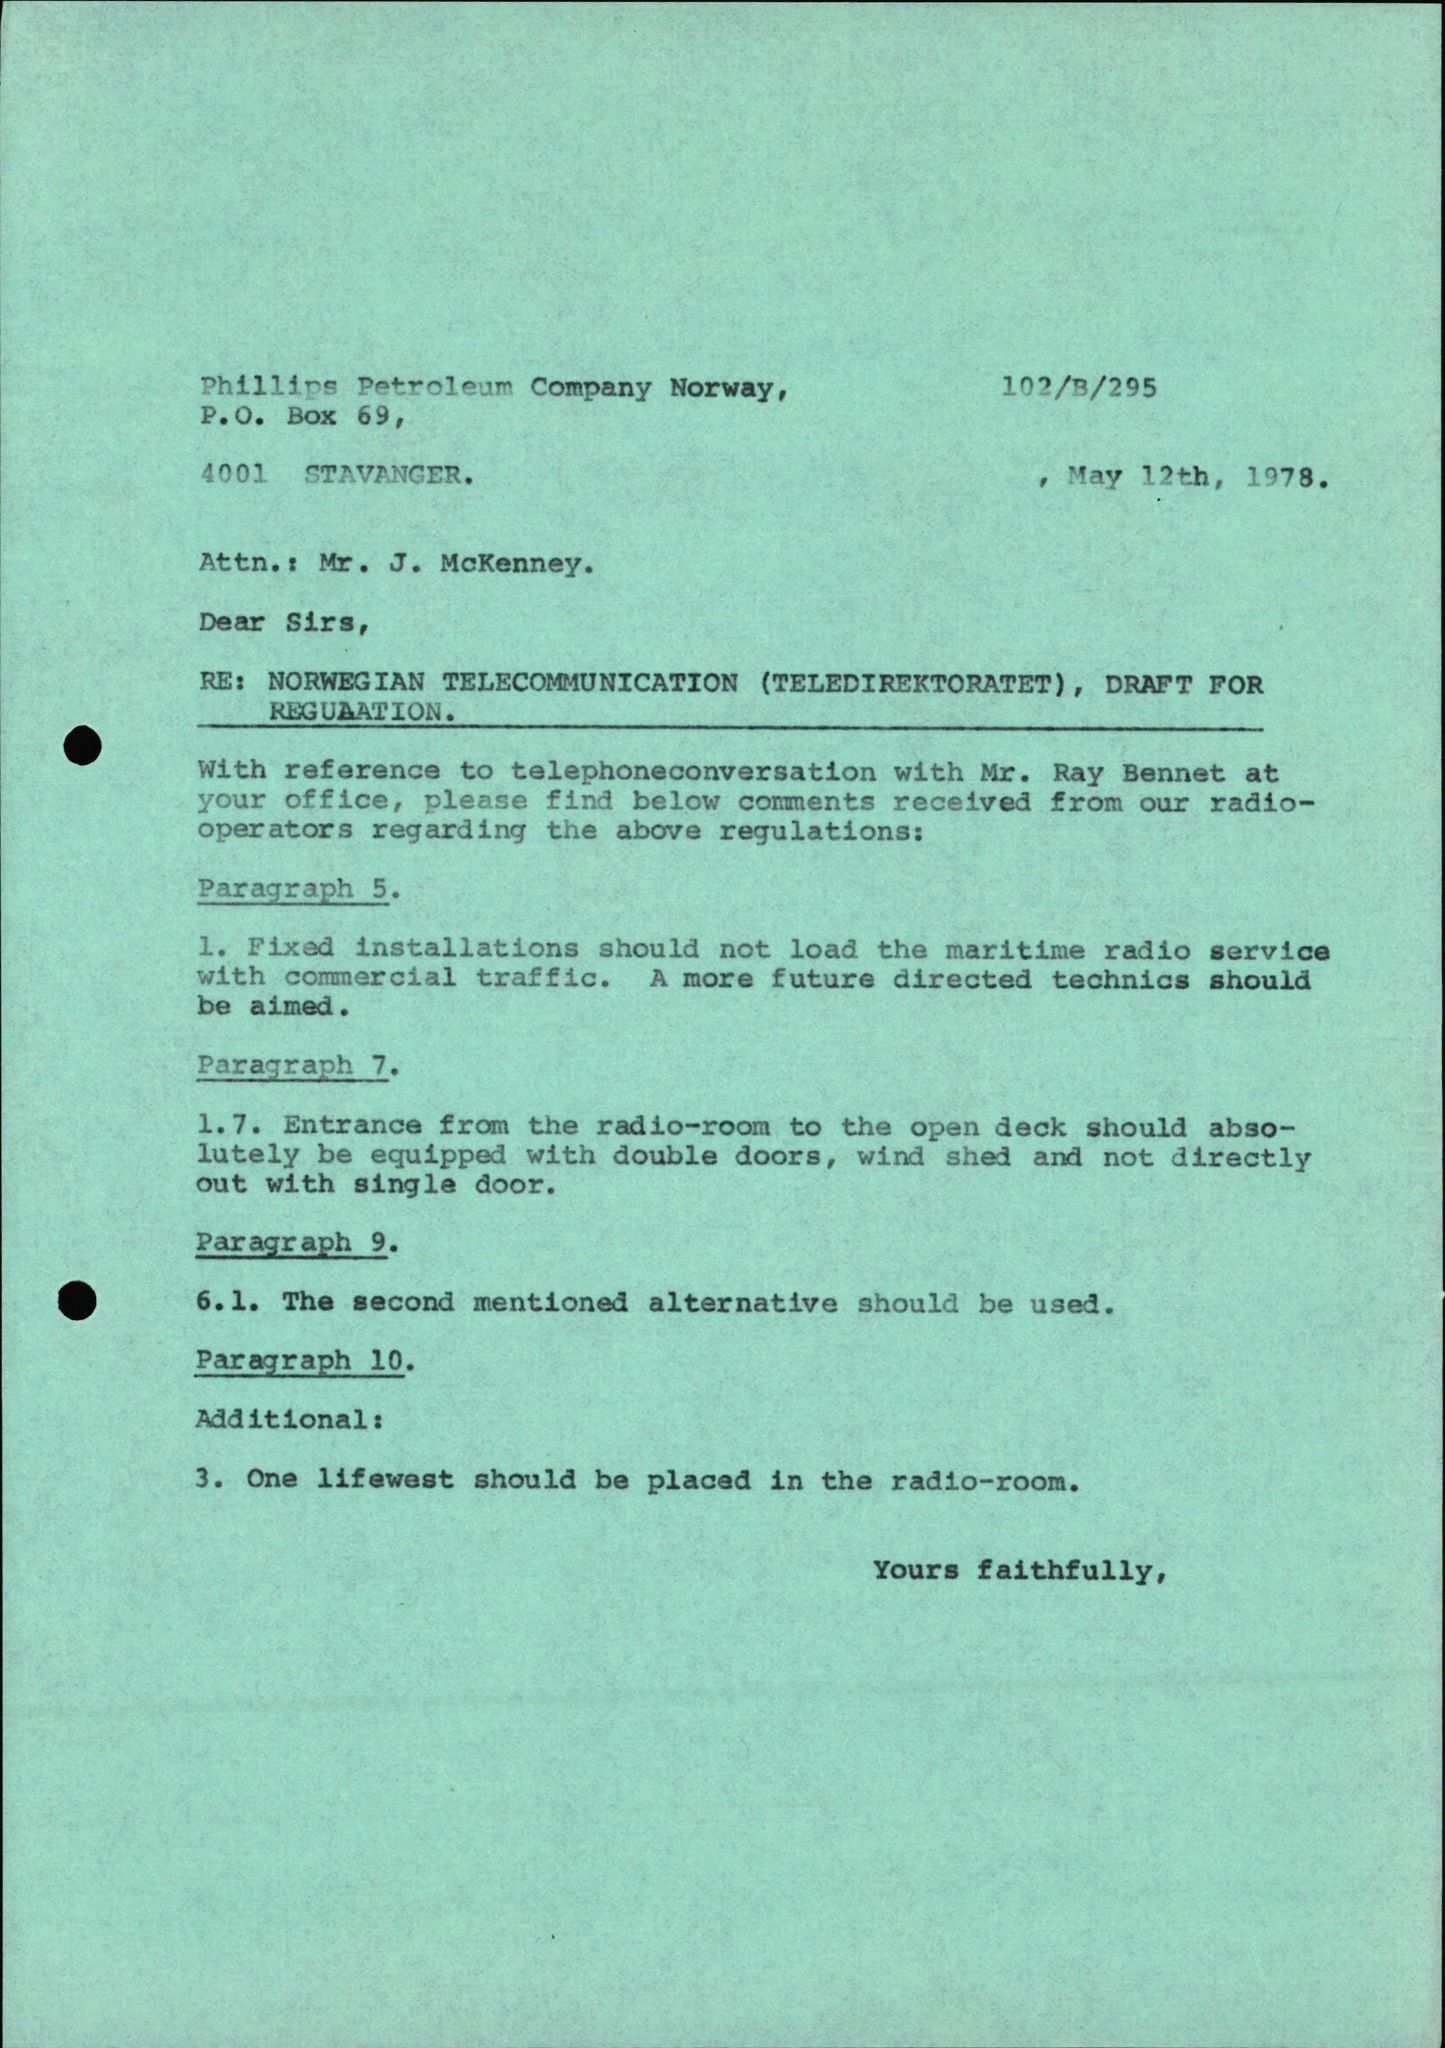 Phillips Petroleum Company Norway, 102/B/295
P.O. Box 69,
4001 STAVANGER. , May 12th, 1978.
Attn.: Mr. J. McKenney.
Dear Sirs,
RE: NORWEGIAN TELECOMMUNICATION (TELEDIREKTORATET), DRAFT FOR
REGUAATION.
With reference to telephoneconversation with Mr. Ray Bennet at
your office, please find below comments received from our radio-
operators regarding the above regulations:
Paragraph 5.
1. Fixed installations should not load the maritime radio service
with commercial traffic. A more future directed technics should
be aimed.
Paragraph 7.
1.7. Entrance from the radio-room to the open deck should abso-
lutely be equipped with double doors, wind shed and not directly
out with single door.
Paragraph 9.
6.1. The second mentioned alternative should be used.
Paragraph 10.
Additional:
3. One lifewest should be placed in the radio-room.
Yours faithfully,